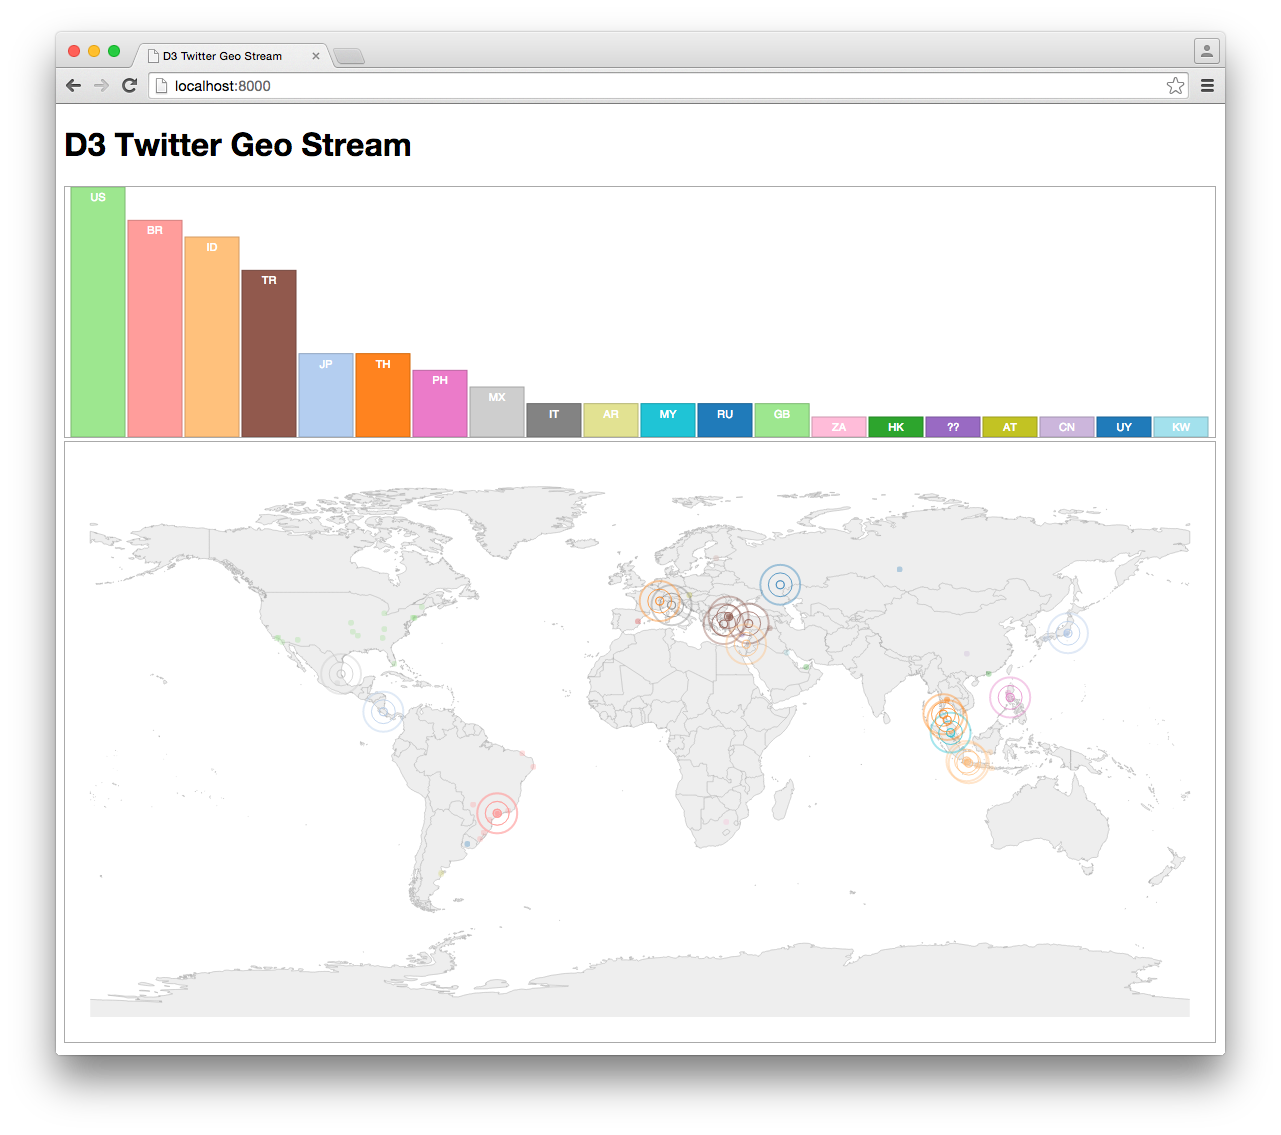 D3 Twitter Geo Stream
localhost:8000
D3 Twitter Geo Stream
US
BR
ID
TR
JP
TH
PH
MX
IT
AR
MY
RU
GB
ZA
HK
??
AT
CN
UY
KW